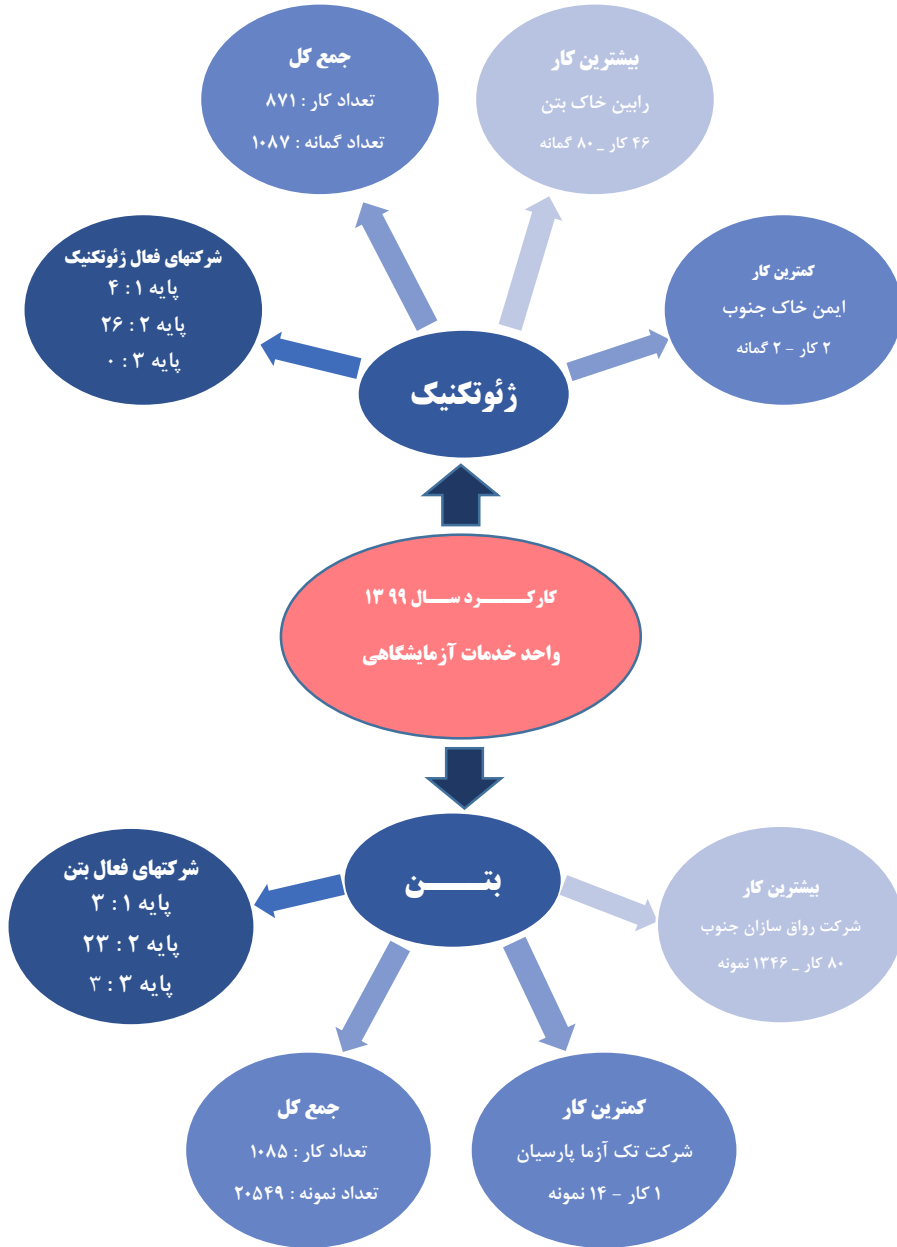 جمع کل
تعداد کار : ۸۷۱
تعداد گمانه : ۱۰۸۷
بیشترین کار
رابین خاک بتن
۴۶ کار _ ۸۰ گمانه
شرکتهای فعال ژئوتکنیک
پایه ۱ : ۴
پایه ۲ : ۲۶
پایه ۳ : ۰
کمترین کار
ایمن خاک جنوب
۲ کار – ۲ گمانه
ژئوتکنیک
کارکـــــــرد ســـال ۹۹ ۱۳
واحد خدمات آزمایشگاهی
بتـــــن
شرکتهای فعال بتن
پایه ۱ : ۳
پایه ۲ : ۲۳
پایه ۳ : ۳
بیشترین کار
شرکت رواق سازان جنوب
۸۰ کار _ ۱۳۴۶ نمونه
جمع کل
تعداد کار : ۱۰۸۵
تعداد نمونه : ۲۰۵۴۹
کمترین کار
شرکت تک آزما پارسیان
۱ کار – ۱۴ نمونه